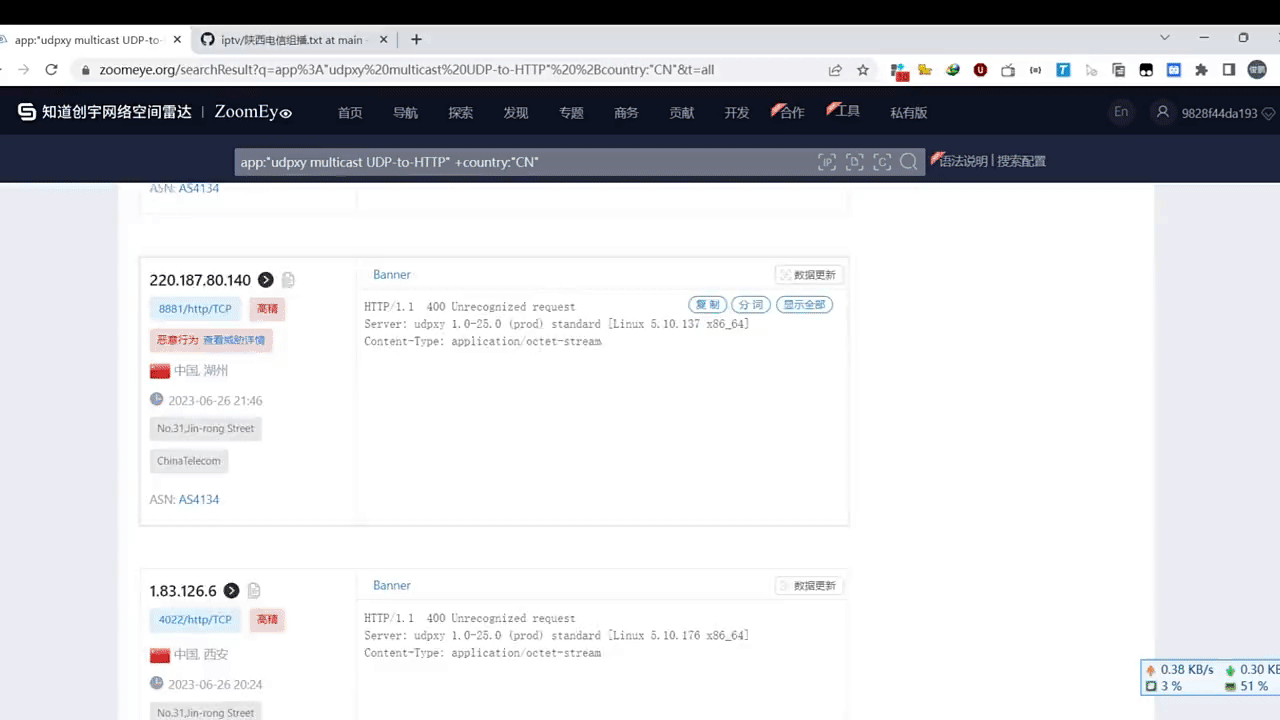 app:"udpxy multicast UDP-to-
iptv/陕西电信组播.txt at main
zoomeye.org/searchResult?q=app%3A"udpxy%20multicast%20UDP-to-HTTP"%20%2Bcountry:"CN"&t=all
知道创宇网络空间雷达 | ZoomEye
首页 导航 探索 发现 专题 商务 贡献 开发 合作 工具 私有版
En 9828f44da193
app:"udpxy multicast UDP-to-HTTP" +country:"CN"
语法说明 | 搜索配置
ASN: AS4134
220.187.80.140
8881/http/TCP 蜜罐
恶意行为 查看威胁详情
中国, 湖州
2023-06-26 21:46
No.31,Jin-rong Street
ChinaTelecom
ASN: AS4134
Banner
数据更新
复制 分词 显示全部
HTTP/1.1 400 Unrecognized request
Server: udpxy 1.0-25.0 (prod) standard [Linux 5.10.137 x86_64]
Content-Type: application/octet-stream
1.83.126.6
4022/http/TCP
中国, 西安
2023-06-26 20:24
No.31,Jin-rong Street
Banner
数据更新
HTTP/1.1 400 Unrecognized request
Server: udpxy 1.0-25.0 (prod) standard [Linux 5.10.176 x86_64]
Content-Type: application/octet-stream
0.38 KB/s 0.30 KB
3 % 51 %